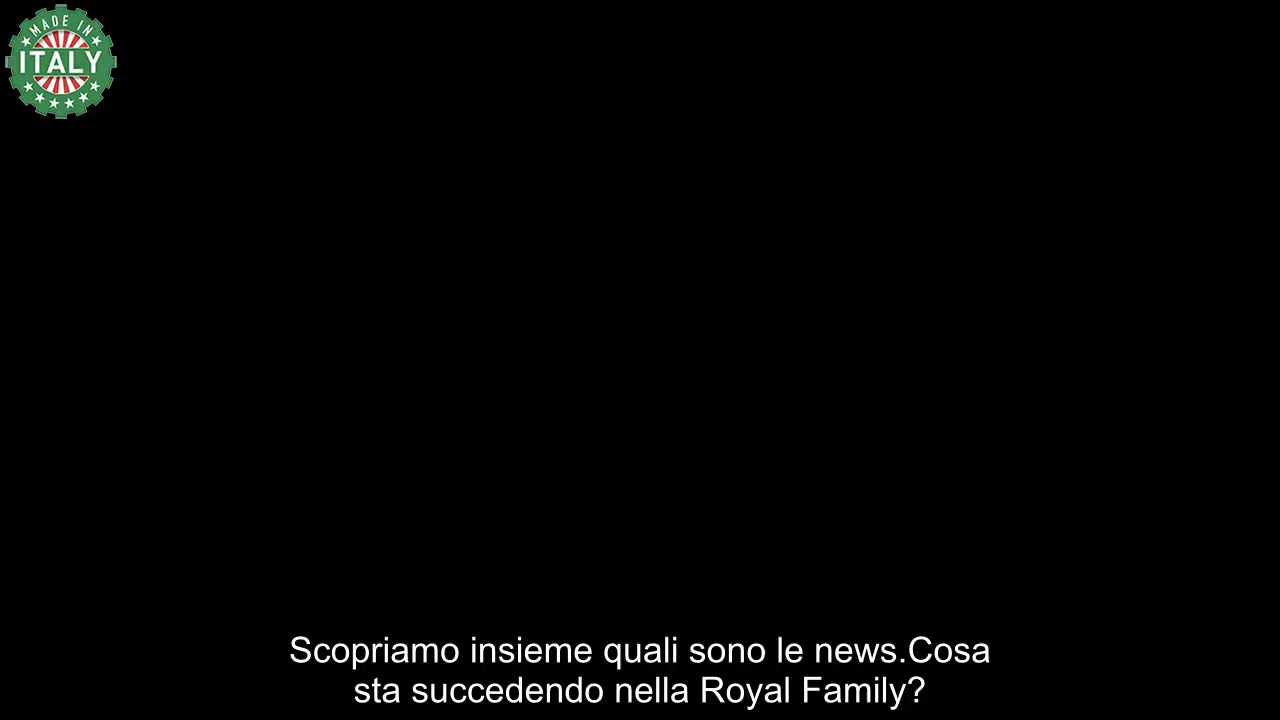 MADE IN
ITALY
Scopriamo insieme quali sono le news.Cosa
sta succedendo nella Royal Family?